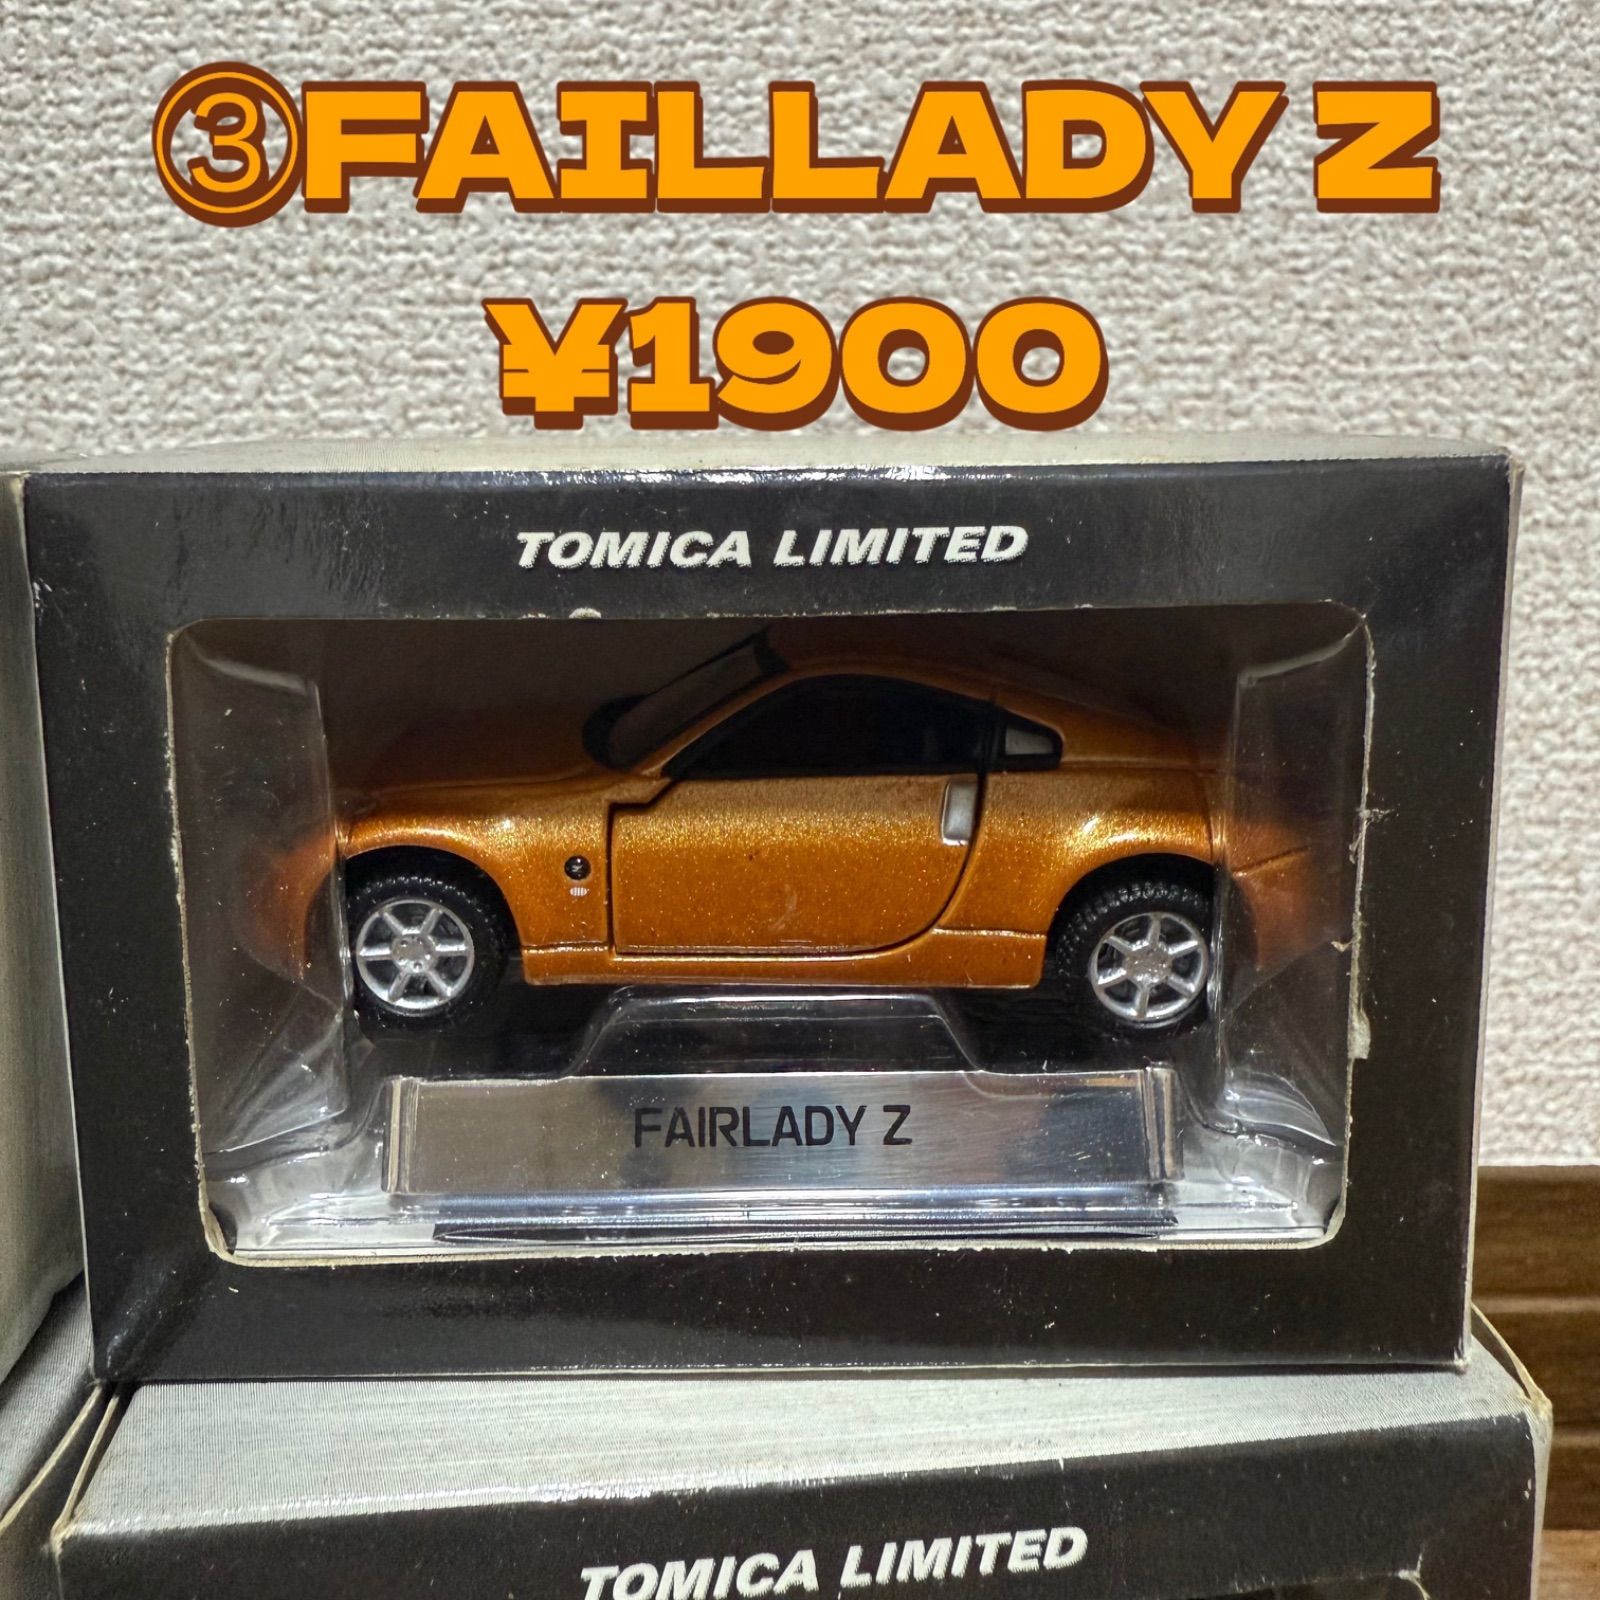 ③FAILLADY Z
¥1900
TOMICA LIMITED
FAIRLADY Z
TOMICA LIMITED